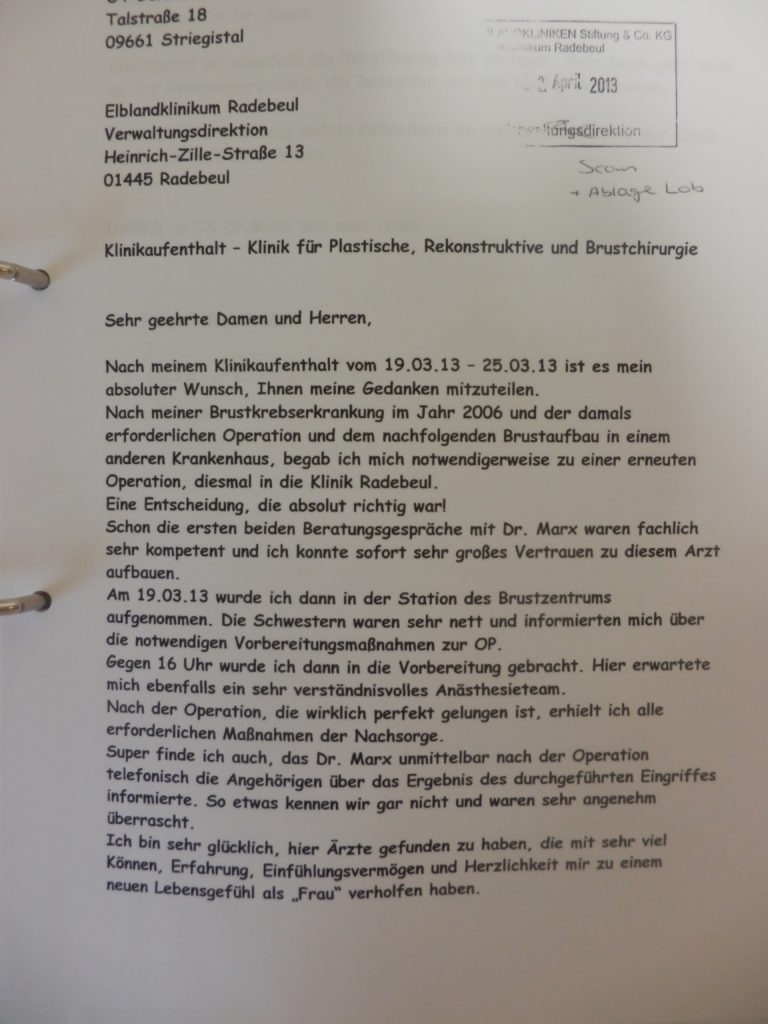 Talstraße 18
09661 Striegistal
KLINIKEN Stiftung & Co. KG
Radebeul
2. April 2013
Elblandklinikum Radebeul
Verwaltungsdirektion
Heinrich-Zille-Straße 13
01445 Radebeul
Scan
+ Ablage Lob
Klinikaufenthalt - Klinik für Plastische, Rekonstruktive und Brustchirurgie
Sehr geehrte Damen und Herren,
Nach meinem Klinikaufenthalt vom 19.03.13 - 25.03.13 ist es mein
absoluter Wunsch, Ihnen meine Gedanken mitzuteilen.
Nach meiner Brustkrebserkrankung im Jahr 2006 und der damals
erforderlichen Operation und dem nachfolgenden Brustaufbau in einem
anderen Krankenhaus, begab ich mich notwendigerweise zu einer erneuten
Operation, diesmal in die Klinik Radebeul.
Eine Entscheidung, die absolut richtig war!
Schon die ersten beiden Beratungsgespräche mit Dr. Marx waren fachlich
sehr kompetent und ich konnte sofort sehr großes Vertrauen zu diesem Arzt
aufbauen.
Am 19.03.13 wurde ich dann in der Station des Brustzentrums
aufgenommen. Die Schwestern waren sehr nett und informierten mich über
die notwendigen Vorbereitungsmaßnahmen zur OP.
Gegen 16 Uhr wurde ich dann in die Vorbereitung gebracht. Hier erwartete
mich ebenfalls ein sehr verständnisvolles Anästhesieteam.
Nach der Operation, die wirklich perfekt gelungen ist, erhielt ich alle
erforderlichen Maßnahmen der Nachsorge.
Super finde ich auch, das Dr. Marx unmittelbar nach der Operation
telefonisch die Angehörigen über das Ergebnis des durchgeführten Eingriffes
informierte. So etwas kennen wir gar nicht und waren sehr angenehm
überrascht.
Ich bin sehr glücklich, hier Ärzte gefunden zu haben, die mit sehr viel
Können, Erfahrung, Einfühlungsvermögen und Herzlichkeit mir zu einem
neuen Lebensgefühl als „Frau" verholfen haben.